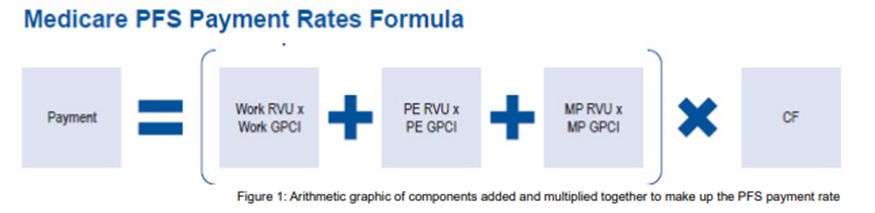 Medicare PFS Payment Rates Formula
Payment
Work RVU x
Work GPCI
PE RVU x
PE GPCI
MP RVU x
MP GPCI
CF
Figure 1: Arithmetic graphic of components added and multiplied together to make up the PFS payment rate